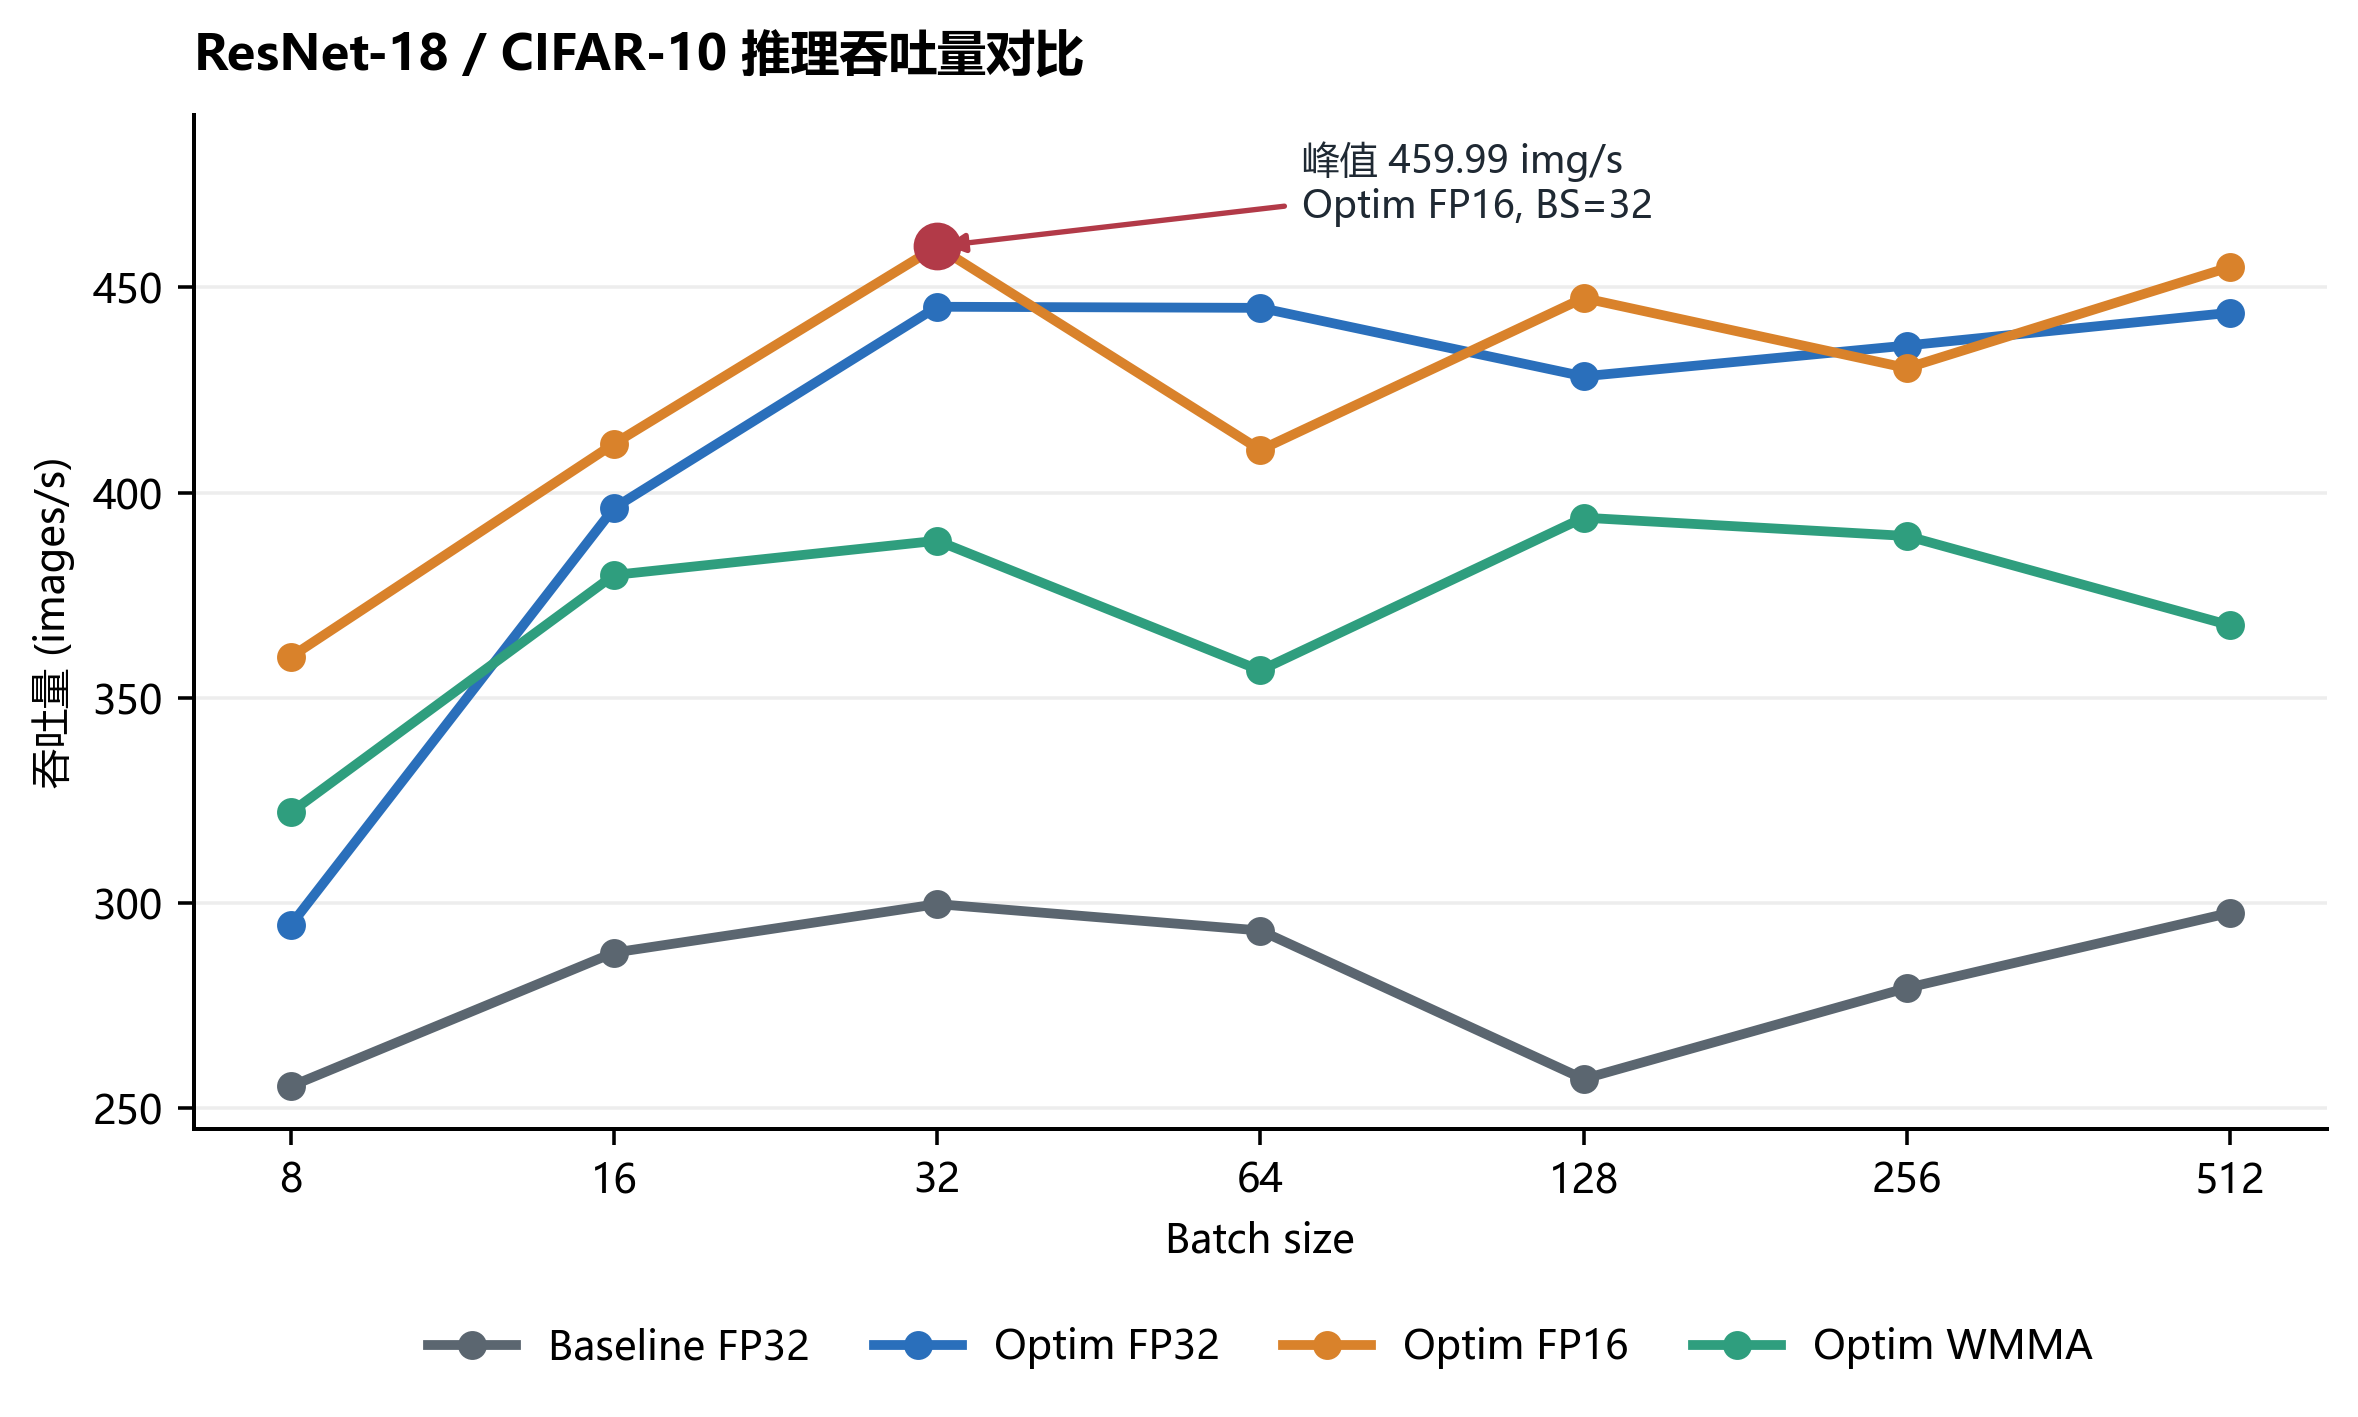 ResNet-18 / CIFAR-10 推理吞吐量对比
峰值 459.99 img/s
Optim FP16, BS=32
吞吐量 (images/s)
450
400
350
300
250
8 16 32 64 128 256 512
Batch size
Baseline FP32 Optim FP32 Optim FP16 Optim WMMA